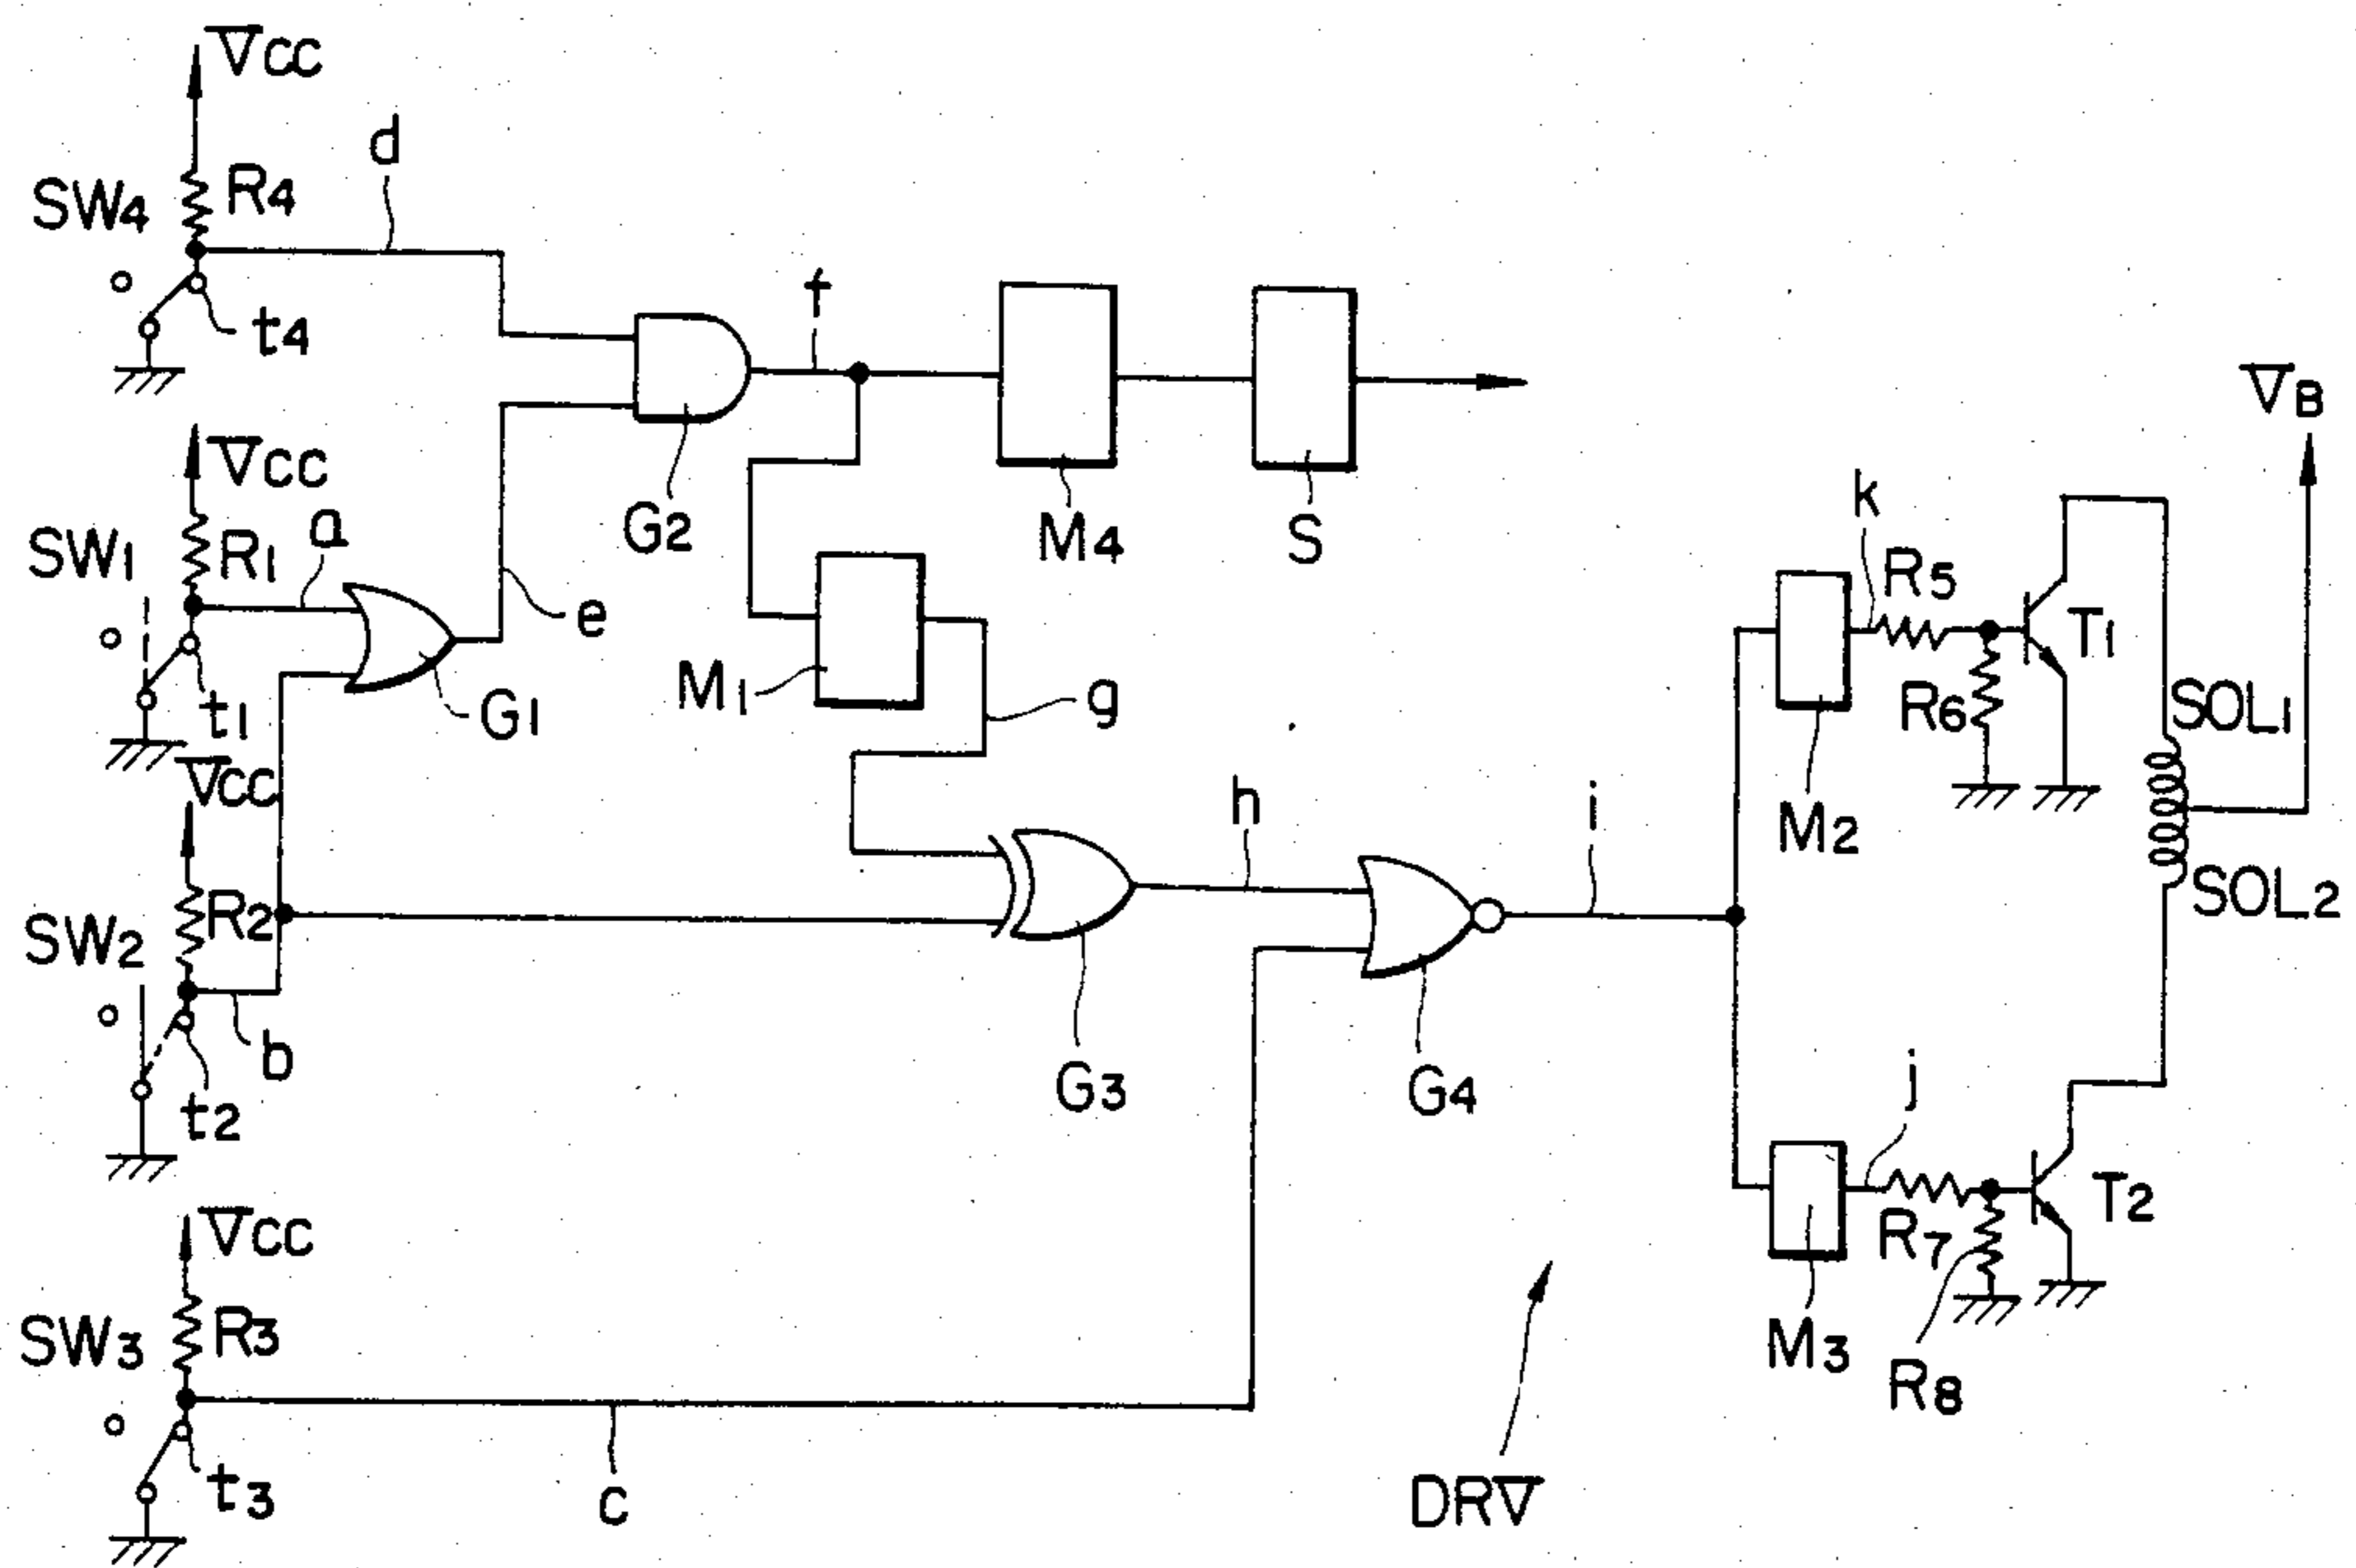 VCC
d
SW4
R4
t4
f
VB
VCC
a
SW1
R1
G2
M4
S
k
R5
e
T1
M1
G1
g
t1
R6
SOL1
VCC
h
i
M2
R2
SW2
SOL2
b
t2
G3
G4
j
T2
VCC
R7
SW3
R3
M3
R8
t3
c
DRV